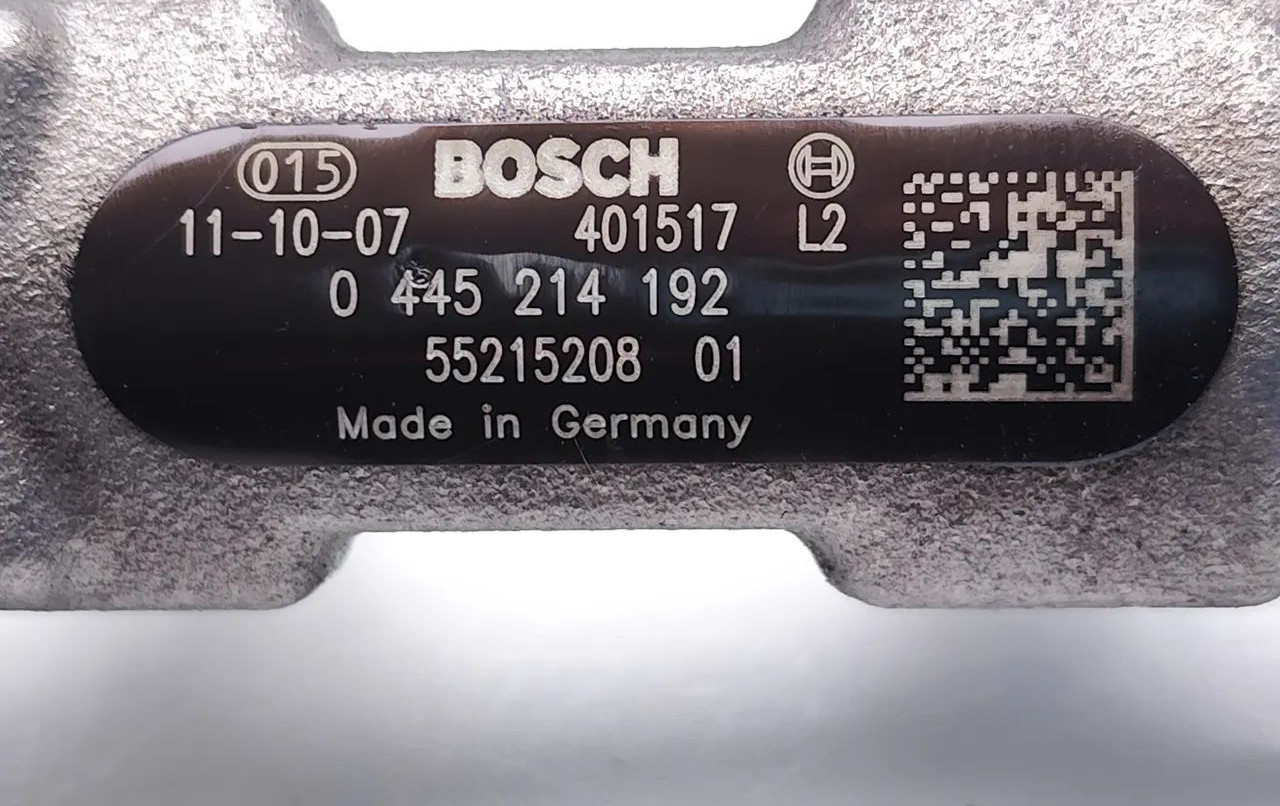 015 BOSCH
11-10-07 401517 L2
0 445 214 192
55215208 01
Made in Germany